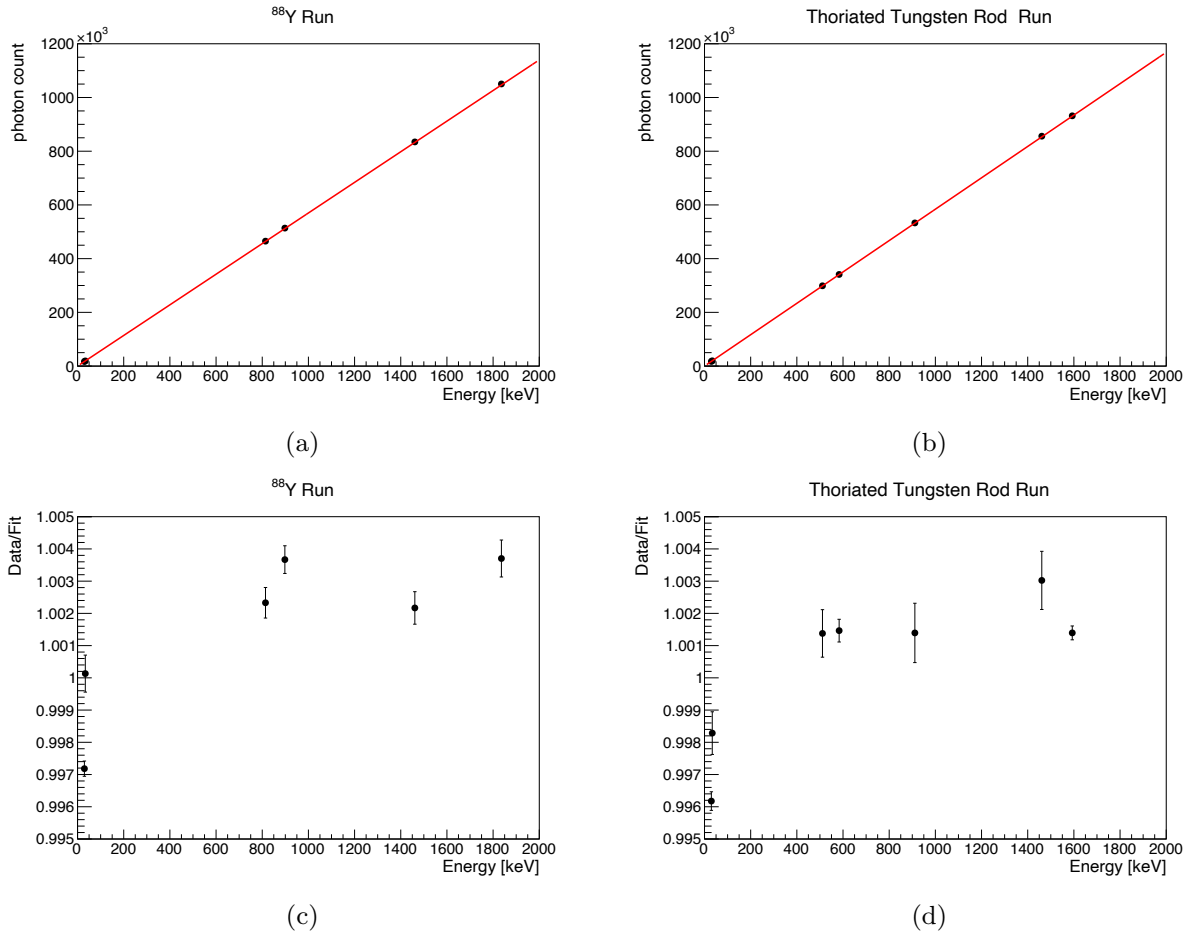 ⁸⁸Y Run
×10³
photon count
1200
1000
800
600
400
200
0
0 200 400 600 800 1000 1200 1400 1600 1800 2000
Energy [keV]
(a)
Thoriated Tungsten Rod Run
×10³
photon count
1200
1000
800
600
400
200
0
0 200 400 600 800 1000 1200 1400 1600 1800 2000
Energy [keV]
(b)
⁸⁸Y Run
Data/Fit
1.005
1.004
1.003
1.002
1.001
1
0.999
0.998
0.997
0.996
0.995
0 200 400 600 800 1000 1200 1400 1600 1800 2000
Energy [keV]
(c)
Thoriated Tungsten Rod Run
Data/Fit
1.005
1.004
1.003
1.002
1.001
1
0.999
0.998
0.997
0.996
0.995
0 200 400 600 800 1000 1200 1400 1600 1800 2000
Energy [keV]
(d)